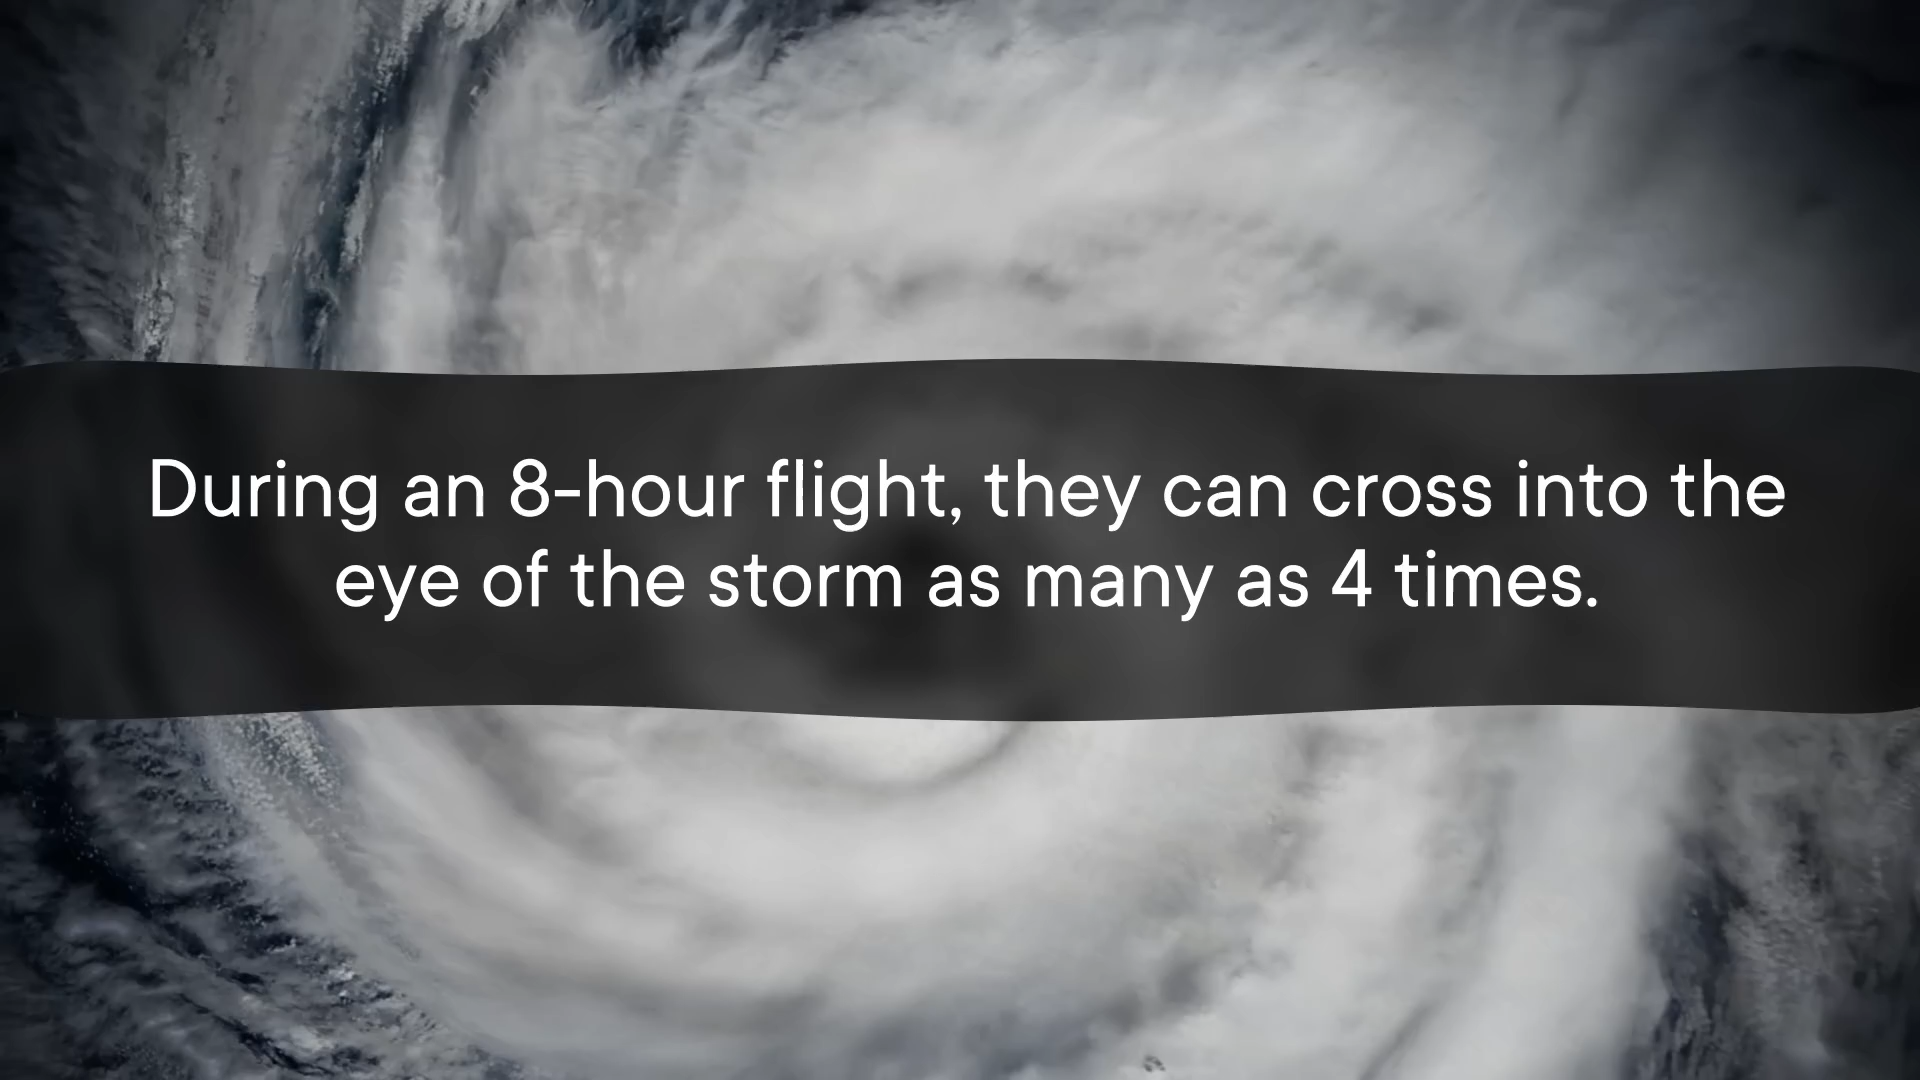 During an 8-hour flight, they can cross into the
eye of the storm as many as 4 times.